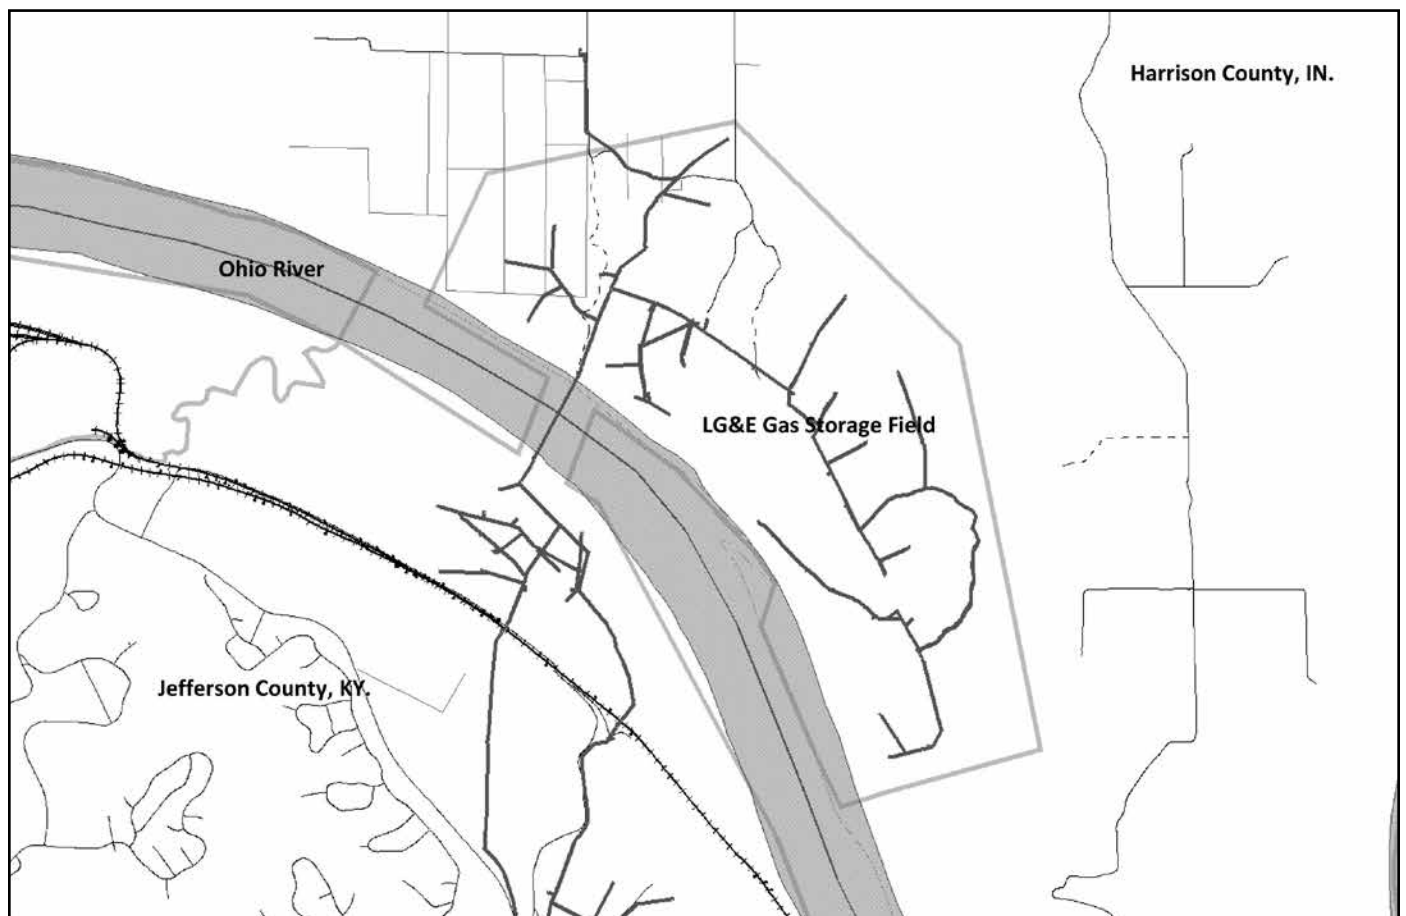 Harrison County, IN.
Ohio River
LG&E Gas Storage Field
Jefferson County, KY.